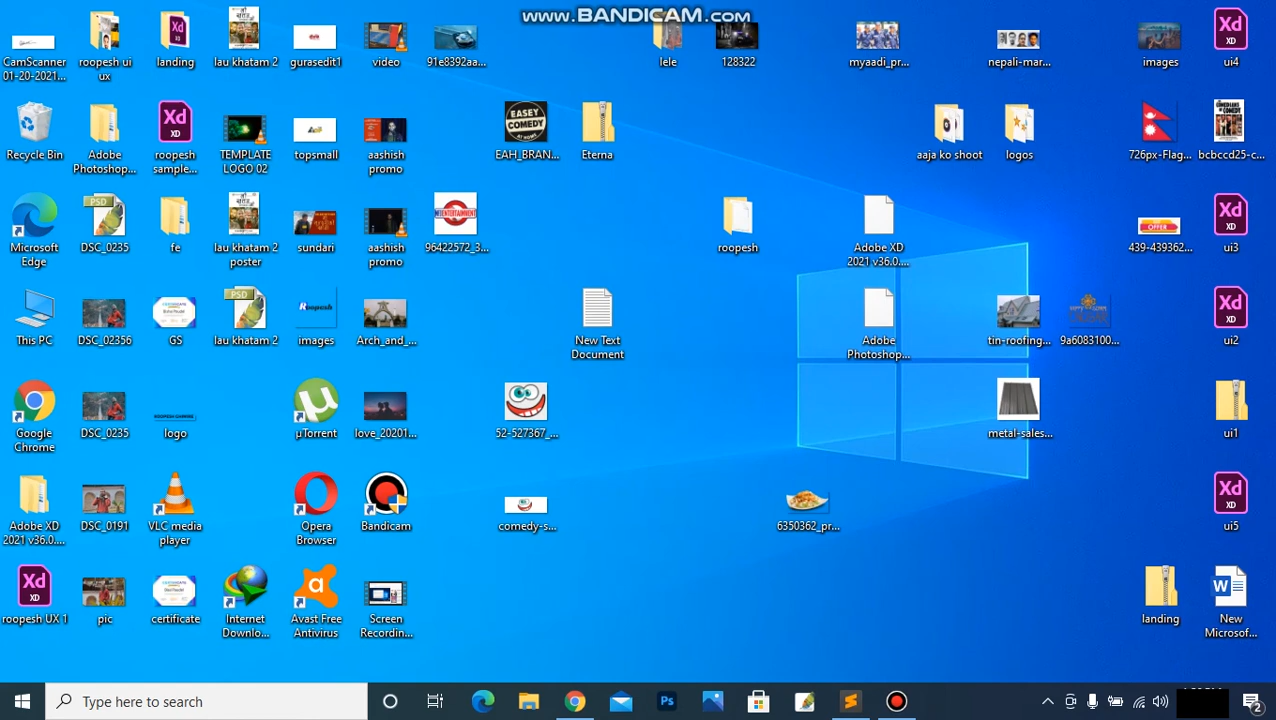 www.BANDICAM.com
CamScanner
01-20-2021...
roopesh ui
ux
landing
lau khatam 2
gurasedit1
video
91e8392aa...
lele
128322
myaadi_pr...
nepali-mar...
images
ui4
Recycle Bin
Adobe
Photoshop...
roopesh
sample...
TEMPLATE
LOGO 02
topsmall
aashish
promo
EASEY
COMEDY
AT HOME
EAH_BRAN...
Eterna
aaja ko shoot
logos
726px-Flag...
bcbccd25-c...
Microsoft
Edge
DSC_0235
fe
lau khatam 2
poster
sundari
aashish
promo
96422572_3...
roopesh
Adobe XD
2021 v36.0....
439-439362...
ui3
This PC
DSC_02356
GS
lau khatam 2
images
Arch_and_...
New Text
Document
Adobe
Photoshop...
tin-roofing...
9a6083100...
ui2
Google
Chrome
DSC_0235
logo
µTorrent
love_20201...
52-527367_...
metal-sales...
ui1
Adobe XD
2021 v36.0....
DSC_0191
VLC media
player
Opera
Browser
Bandicam
comedy-s...
6350362_pr...
ui5
roopesh UX 1
pic
certificate
Internet
Downlo...
Avast Free
Antivirus
Screen
Recordin...
landing
New
Microsof...
Type here to search
Ps
2